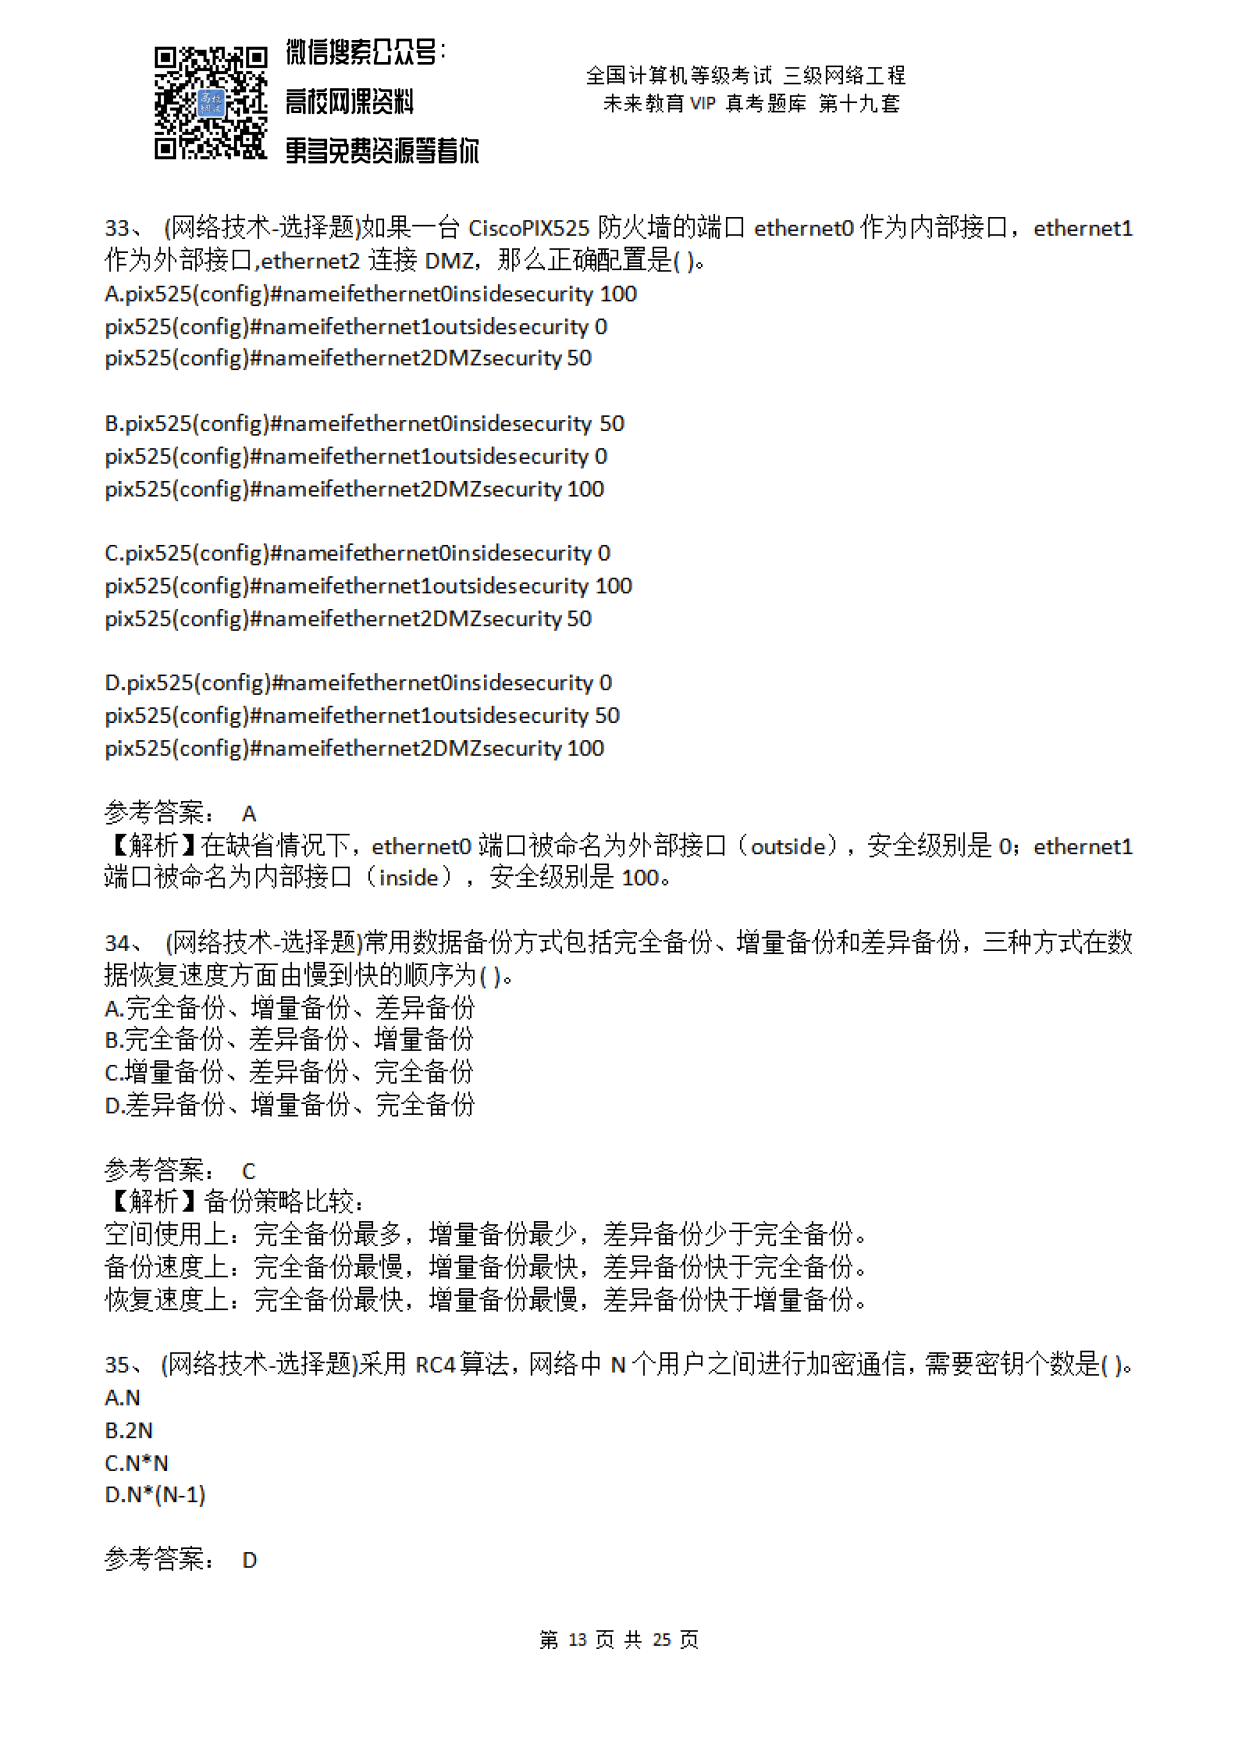 微信搜索公众号：
高校网课资料
更多免费资源等着你
全国计算机等级考试 三级网络工程
未来教育 VIP 真考题库 第十九套
33、 (网络技术-选择题)如果一台 CiscoPIX525 防火墙的端口 ethernet0 作为内部接口，ethernet1
作为外部接口,ethernet2 连接 DMZ，那么正确配置是( )。
A.pix525(config)#nameifethernet0insidesecurity 100
pix525(config)#nameifethernet1outsidesecurity 0
pix525(config)#nameifethernet2DMZsecurity 50
B.pix525(config)#nameifethernet0insidesecurity 50
pix525(config)#nameifethernet1outsidesecurity 0
pix525(config)#nameifethernet2DMZsecurity 100
C.pix525(config)#nameifethernet0insidesecurity 0
pix525(config)#nameifethernet1outsidesecurity 100
pix525(config)#nameifethernet2DMZsecurity 50
D.pix525(config)#nameifethernet0insidesecurity 0
pix525(config)#nameifethernet1outsidesecurity 50
pix525(config)#nameifethernet2DMZsecurity 100
参考答案： A
【解析】在缺省情况下，ethernet0 端口被命名为外部接口（outside），安全级别是 0；ethernet1
端口被命名为内部接口（inside），安全级别是 100。
34、 (网络技术-选择题)常用数据备份方式包括完全备份、增量备份和差异备份，三种方式在数
据恢复速度方面由慢到快的顺序为( )。
A.完全备份、增量备份、差异备份
B.完全备份、差异备份、增量备份
C.增量备份、差异备份、完全备份
D.差异备份、增量备份、完全备份
参考答案： C
【解析】备份策略比较：
空间使用上：完全备份最多，增量备份最少，差异备份少于完全备份。
备份速度上：完全备份最慢，增量备份最快，差异备份快于完全备份。
恢复速度上：完全备份最快，增量备份最慢，差异备份快于增量备份。
35、 (网络技术-选择题)采用 RC4 算法，网络中 N 个用户之间进行加密通信，需要密钥个数是( )。
A.N
B.2N
C.N*N
D.N*(N-1)
参考答案： D
第 13 页 共 25 页